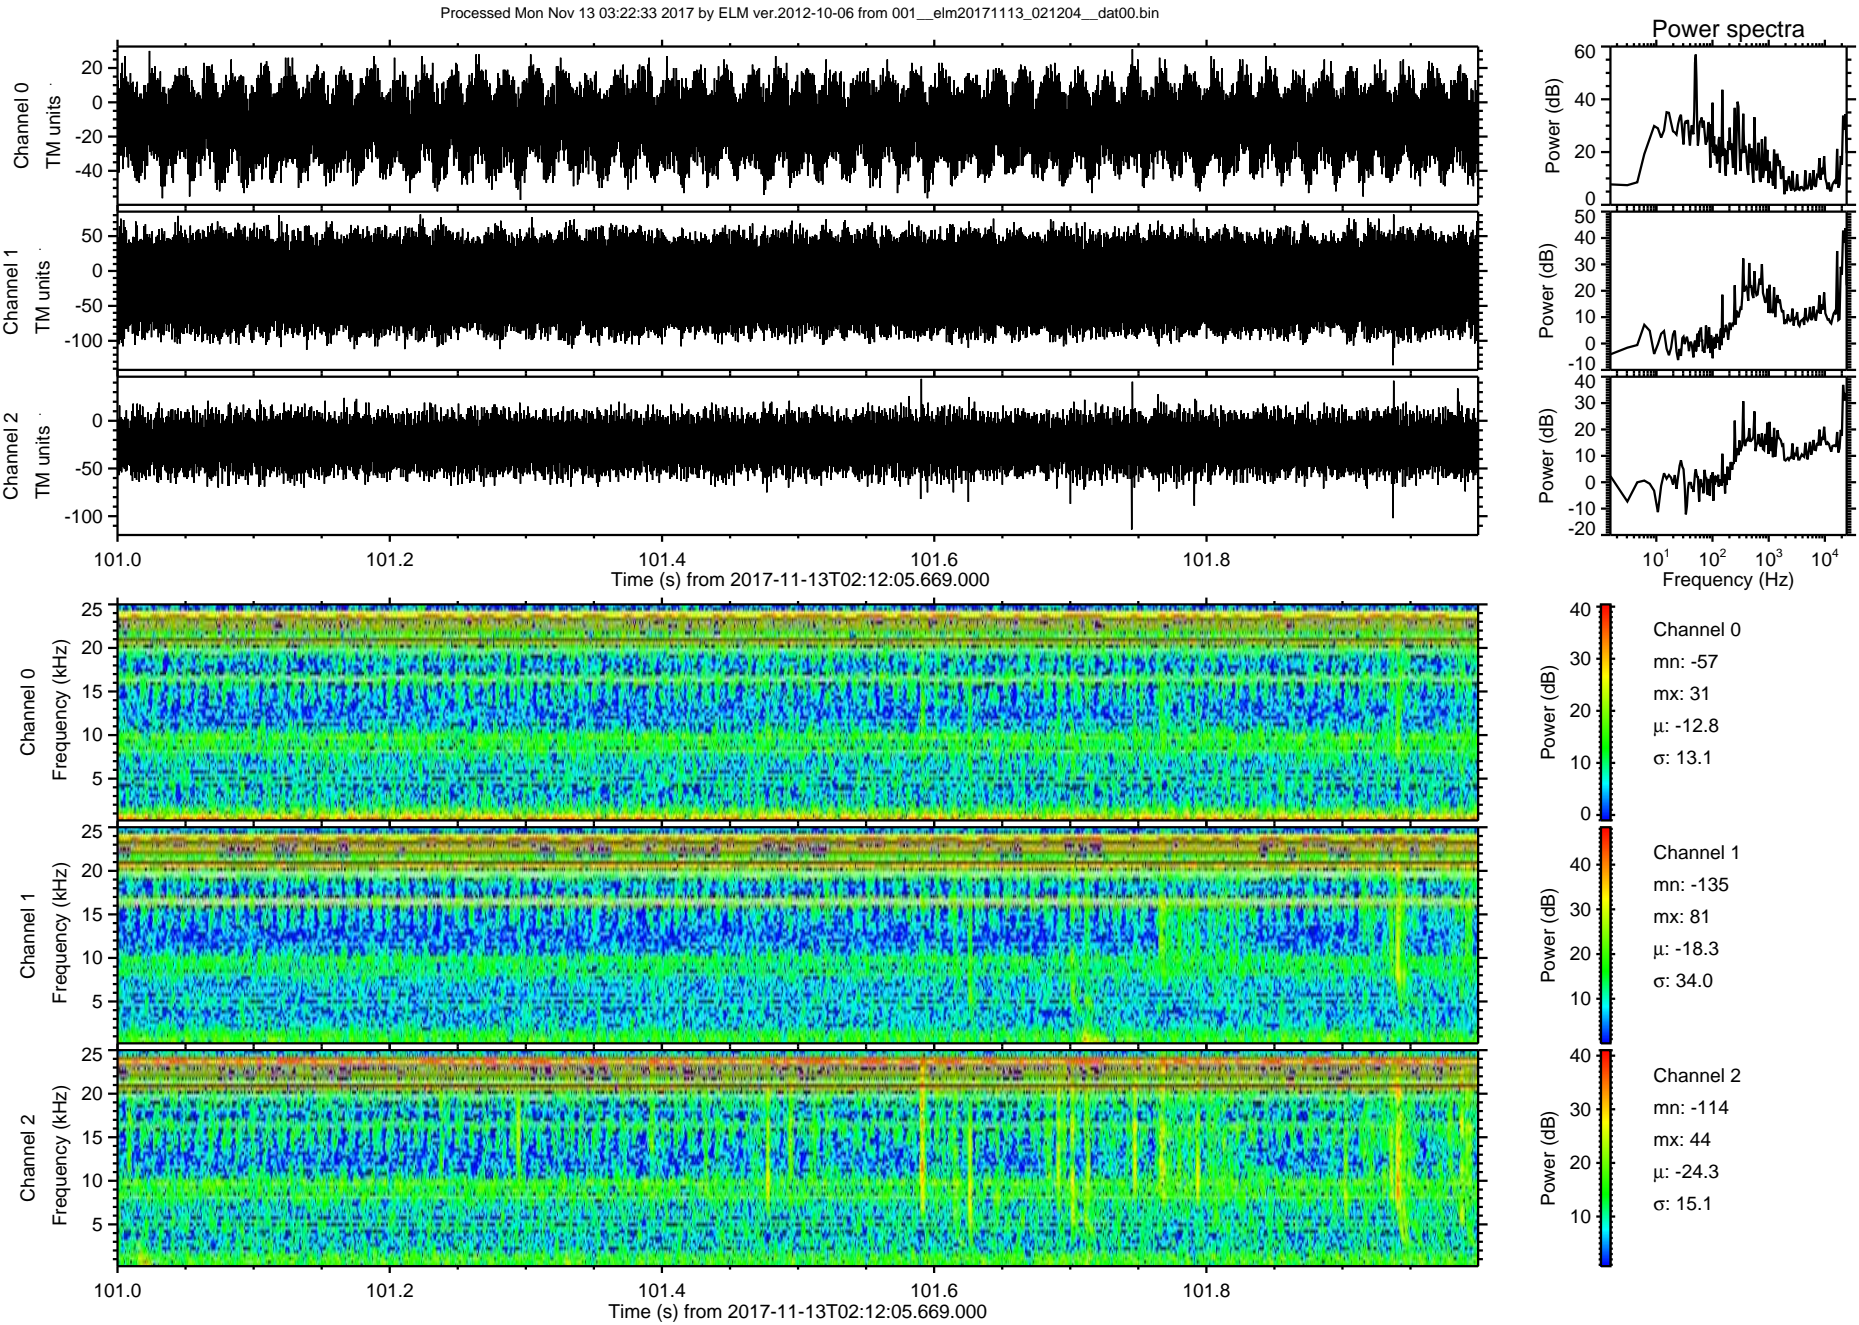 Processed Mon Nov 13 03:22:33 2017 by ELM ver.2012-10-06 from 001__elm20171113_021204__dat00.bin
Power spectra
Channel 0
TM units
20
0
-20
-40
Power (dB)
60
40
20
0
Channel 1
TM units
50
0
-50
-100
Power (dB)
50
40
30
20
10
0
-10
Channel 2
TM units
0
-50
-100
Power (dB)
40
30
20
10
0
-10
-20
101.0 101.2 101.4 101.6 101.8
Time (s) from 2017-11-13T02:12:05.669.000
10^1 10^2 10^3 10^4
Frequency (Hz)
Channel 0
Frequency (kHz)
25
20
15
10
5
Power (dB)
40
30
20
10
0
Channel 0
mn: -57
mx: 31
μ: -12.8
σ: 13.1
Channel 1
Frequency (kHz)
25
20
15
10
5
Power (dB)
40
30
20
10
Channel 1
mn: -135
mx: 81
μ: -18.3
σ: 34.0
Channel 2
Frequency (kHz)
25
20
15
10
5
Power (dB)
40
30
20
10
Channel 2
mn: -114
mx: 44
μ: -24.3
σ: 15.1
101.0 101.2 101.4 101.6 101.8
Time (s) from 2017-11-13T02:12:05.669.000